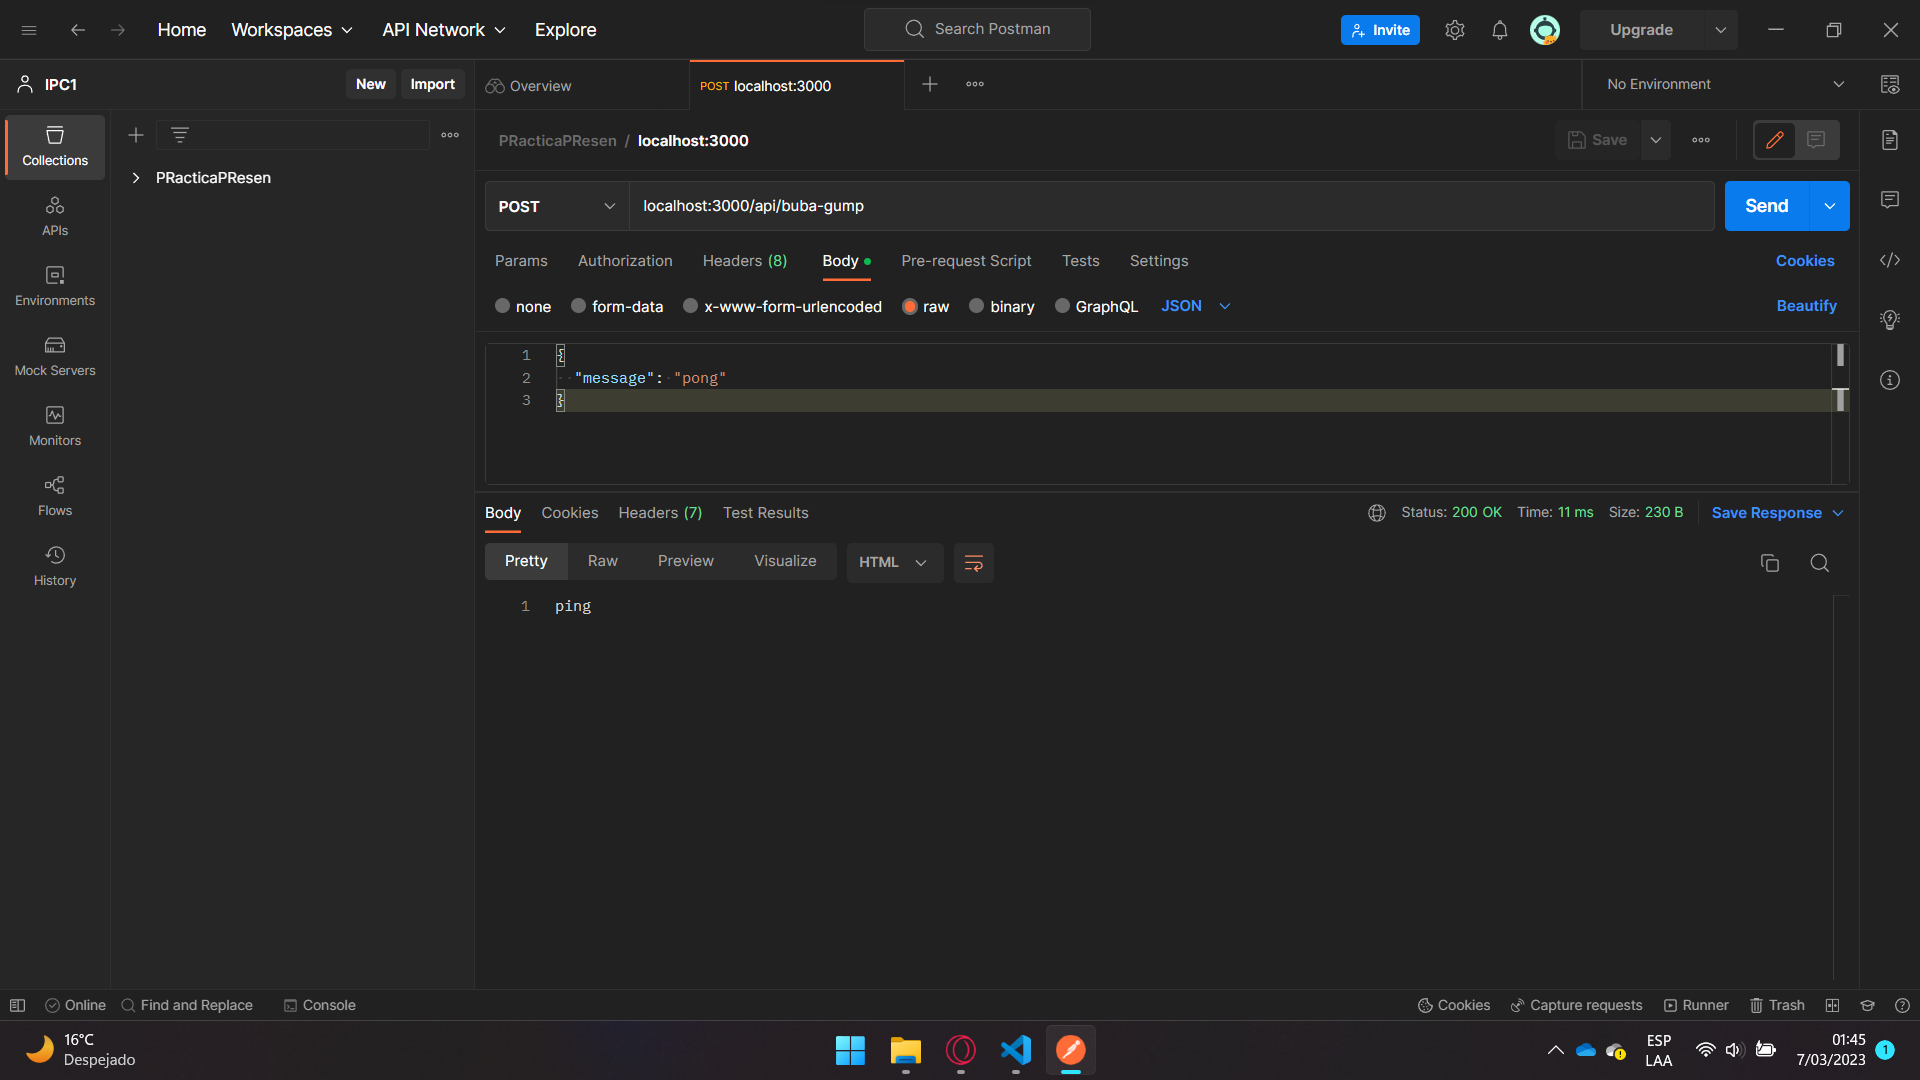 Home Workspaces API Network Explore Search Postman Invite Upgrade
IPC1 New Import Overview POST localhost:3000 No Environment
Collections
APIs
Environments
Mock Servers
Monitors
Flows
History
PRacticaPResen
PRacticaPResen / localhost:3000 Save
POST localhost:3000/api/buba-gump Send
Params Authorization Headers (8) Body Pre-request Script Tests Settings Cookies
none form-data x-www-form-urlencoded raw binary GraphQL JSON Beautify
1 {
2 "message": "pong"
3 }
Body Cookies Headers (7) Test Results Status: 200 OK Time: 11 ms Size: 230 B Save Response
Pretty Raw Preview Visualize HTML
1 ping
Online Find and Replace Console Cookies Capture requests Runner Trash
16°C
Despejado
ESP
LAA
01:45
7/03/2023
1